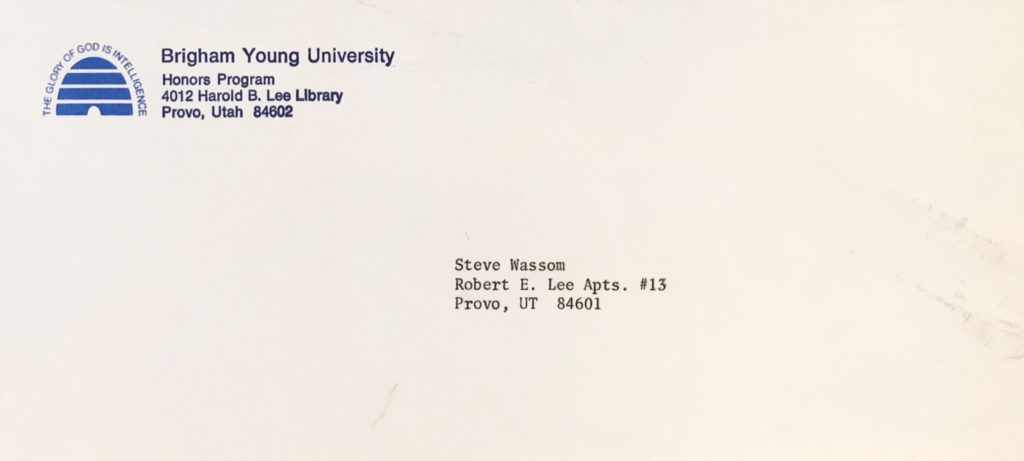 THE GLORY OF GOD IS INTELLIGENCE
Brigham Young University
Honors Program
4012 Harold B. Lee Library
Provo, Utah 84602
Steve Wassom
Robert E. Lee Apts. #13
Provo, UT 84601